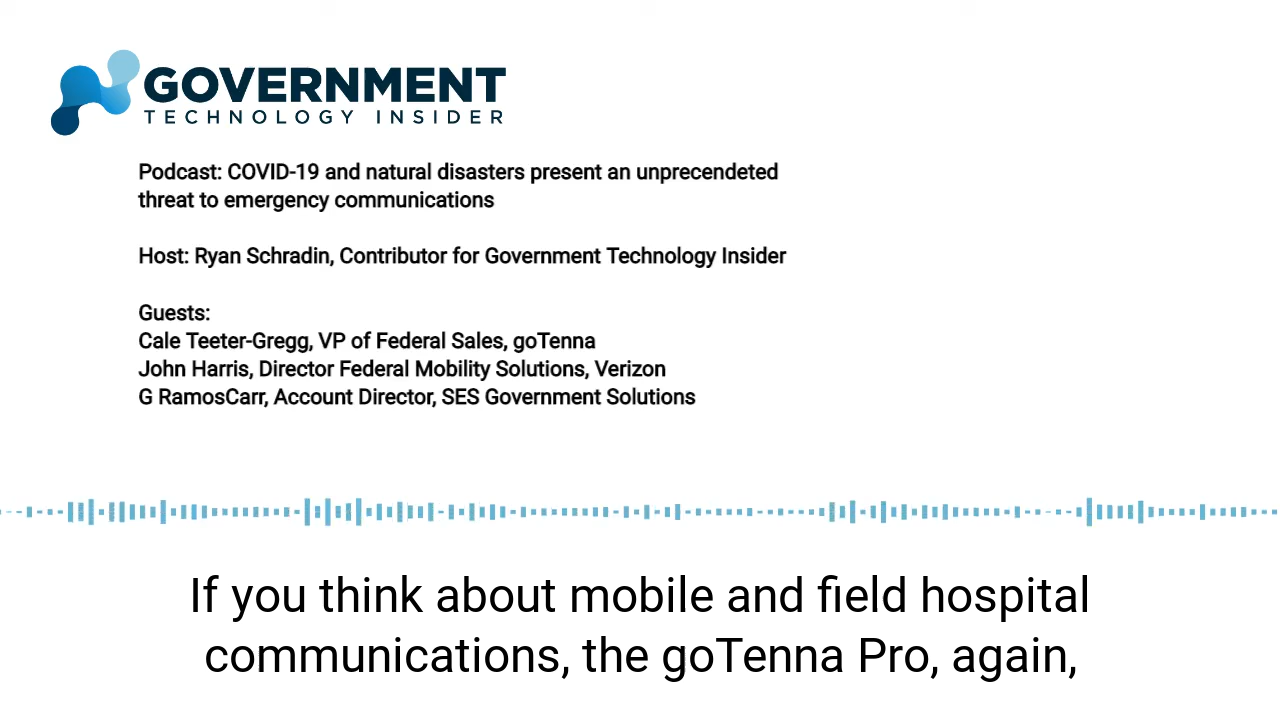 GOVERNMENT
TECHNOLOGY INSIDER
Podcast: COVID-19 and natural disasters present an unprecendeted
threat to emergency communications
Host: Ryan Schradin, Contributor for Government Technology Insider
Guests:
Cale Teeter-Gregg, VP of Federal Sales, goTenna
John Harris, Director Federal Mobility Solutions, Verizon
G RamosCarr, Account Director, SES Government Solutions
If you think about mobile and field hospital
communications, the goTenna Pro, again,